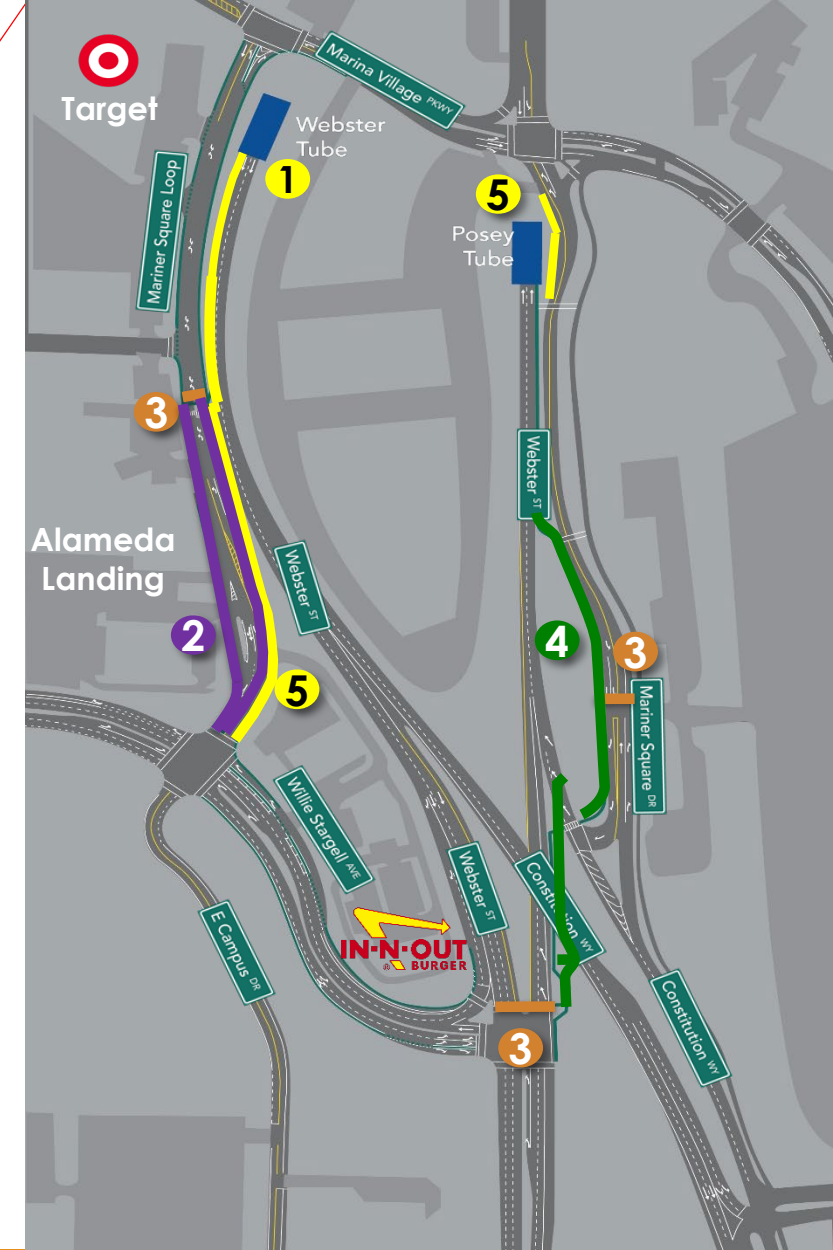 Target
Marina Village PKWY
Webster
Tube
1
Mariner Square Loop
5
Posey
Tube
3
Webster ST
Alameda
Landing
Webster ST
2
4
3
5
Mariner Square DR
Willie Stargell AVE
Webster ST
Constitution WY
E Campus DR
IN-N-OUT
® BURGER
Constitution WY
3